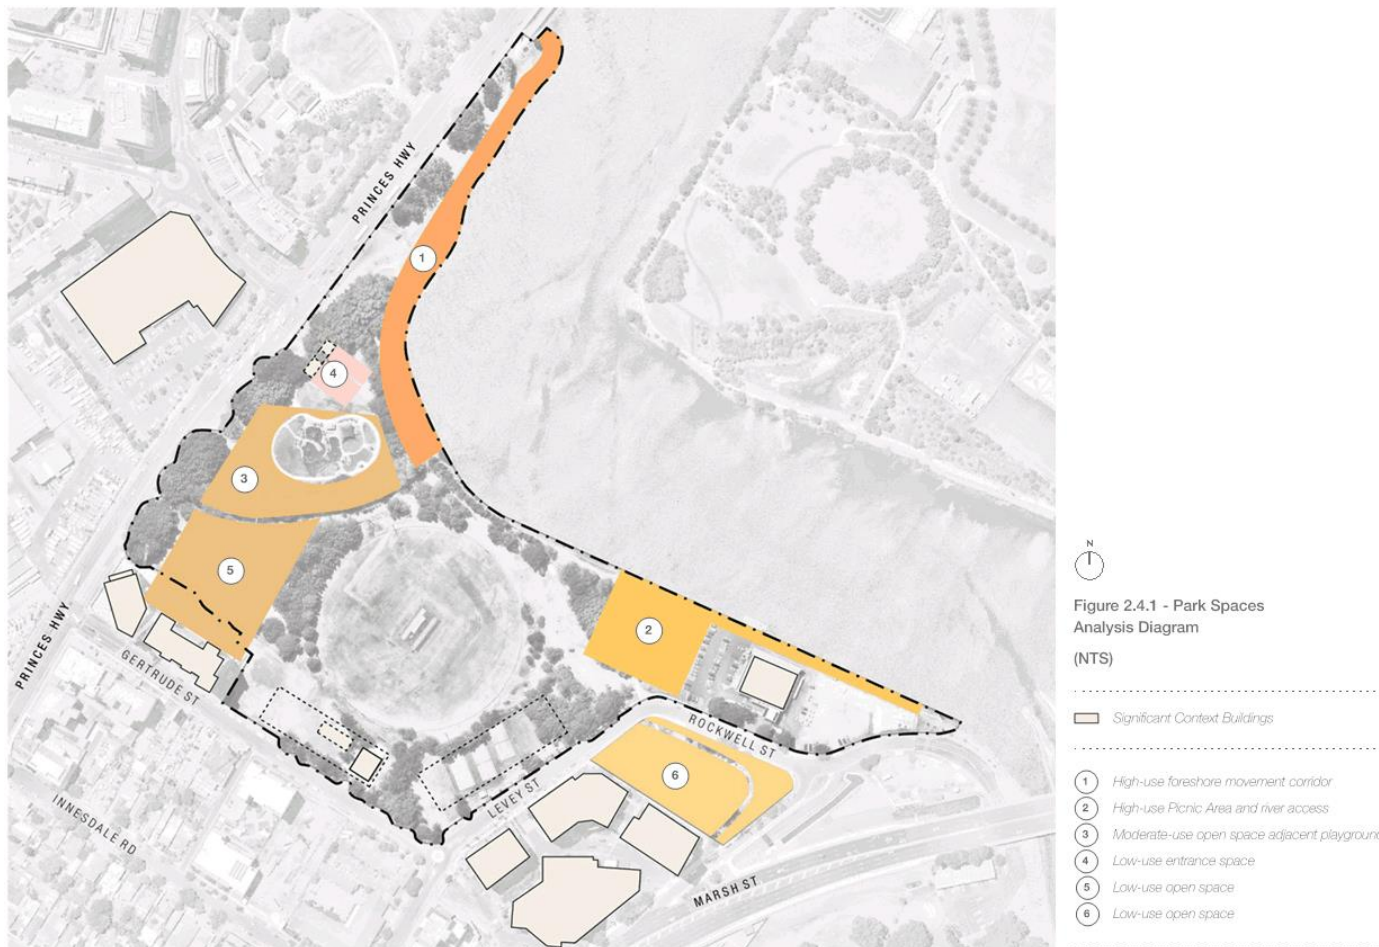 PRINCES HWY
1
4
3
5
2
6
PRINCES HWY
GERTRUDE ST
INNESDALE RD
ROCKWELL ST
LEVEY ST
MARSH ST
N
Figure 2.4.1 - Park Spaces
Analysis Diagram
(NTS)
Significant Context Buildings
1 High-use foreshore movement corridor
2 High-use Picnic Area and river access
3 Moderate-use open space adjacent playground
4 Low-use entrance space
5 Low-use open space
6 Low-use open space